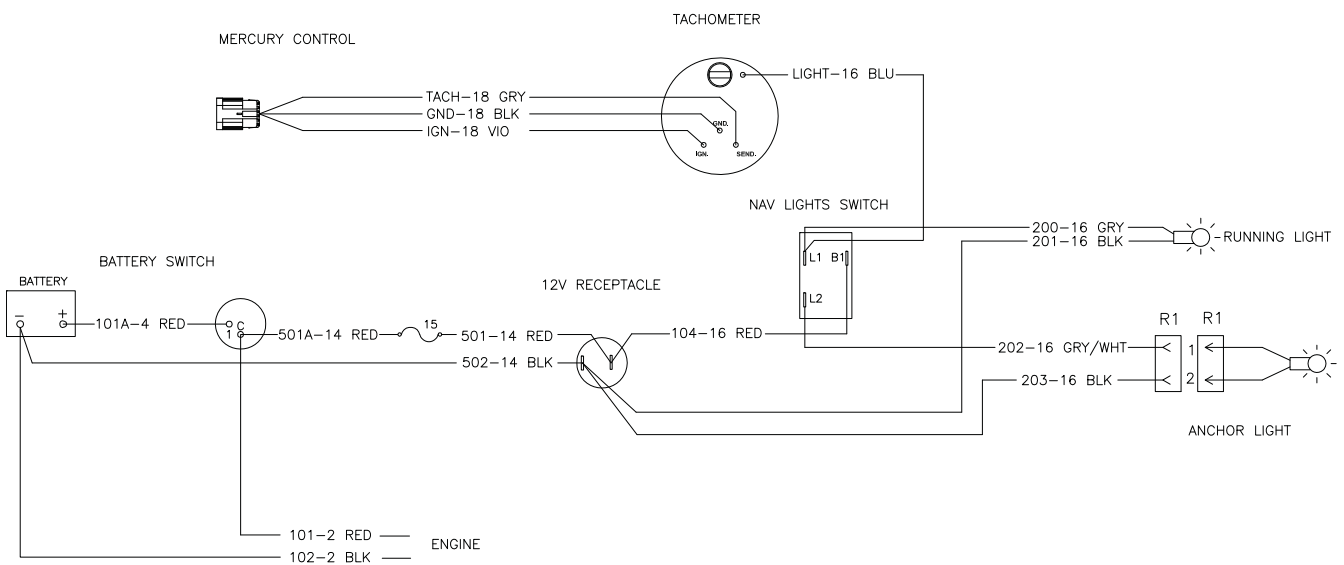 TACHOMETER
MERCURY CONTROL
LIGHT-16 BLU
TACH-18 GRY
GND-18 BLK
IGN-18 VIO
GND.
IGN.
SEND.
NAV LIGHTS SWITCH
200-16 GRY
201-16 BLK
RUNNING LIGHT
L1 B1
L2
BATTERY SWITCH
BATTERY
- +
101A-4 RED
C
1
12V RECEPTACLE
501A-14 RED
15
501-14 RED
502-14 BLK
104-16 RED
R1 R1
202-16 GRY/WHT
1
203-16 BLK
2
ANCHOR LIGHT
101-2 RED
102-2 BLK
ENGINE